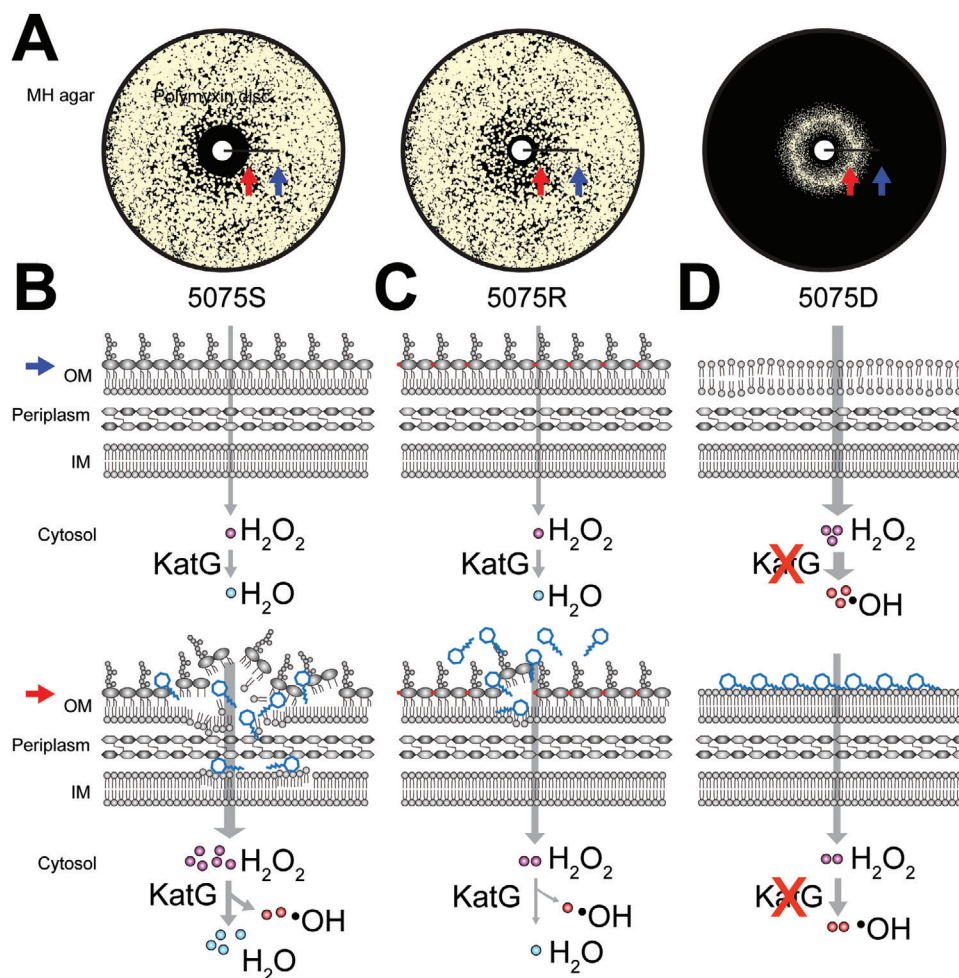 A
MH agar
Polymyxin disc
B
5075S
C
5075R
D
5075D
OM
Periplasm
IM
Cytosol
H₂O₂
KatG
H₂O
H₂O₂
KatG
H₂O
H₂O₂
KatG
•OH
OM
Periplasm
IM
Cytosol
H₂O₂
KatG
•OH
H₂O
H₂O₂
KatG
•OH
H₂O
H₂O₂
KatG
•OH